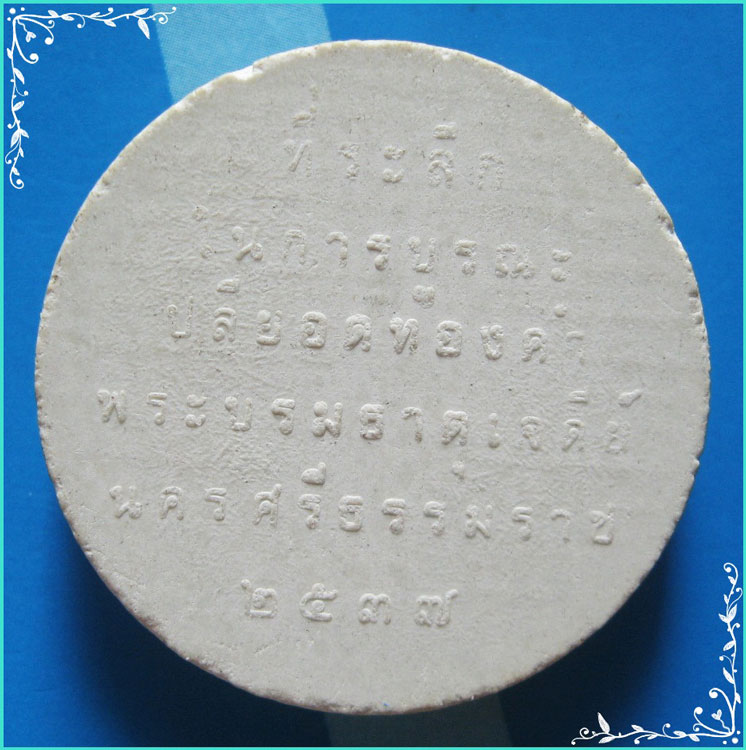 ที่ระลึก
ในการบูรณะ
ปลียอดทองคำ
พระบรมธาตุเจดีย์
นครศรีธรรมราช
๒๕๓๗